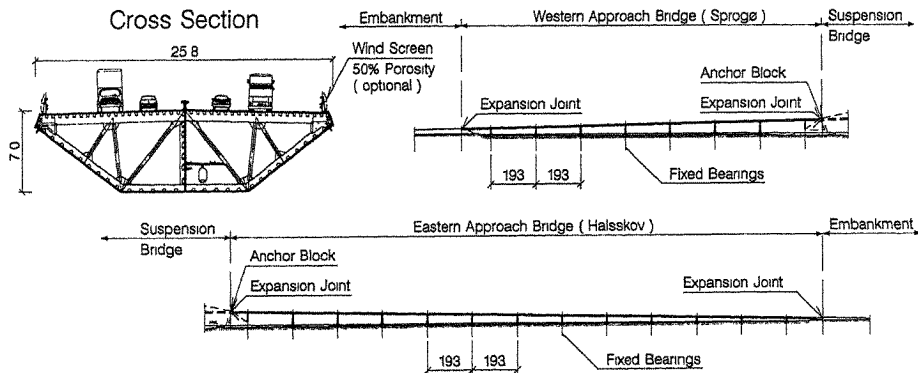 Cross Section
25 8
7 0
Wind Screen
50% Porosity
( optional )
Embankment
Western Approach Bridge ( Sprogø )
Suspension
Bridge
Anchor Block
Expansion Joint
Expansion Joint
193
193
Fixed Bearings
Suspension
Bridge
Eastern Approach Bridge ( Halsskov )
Embankment
Anchor Block
Expansion Joint
Expansion Joint
193
193
Fixed Bearings